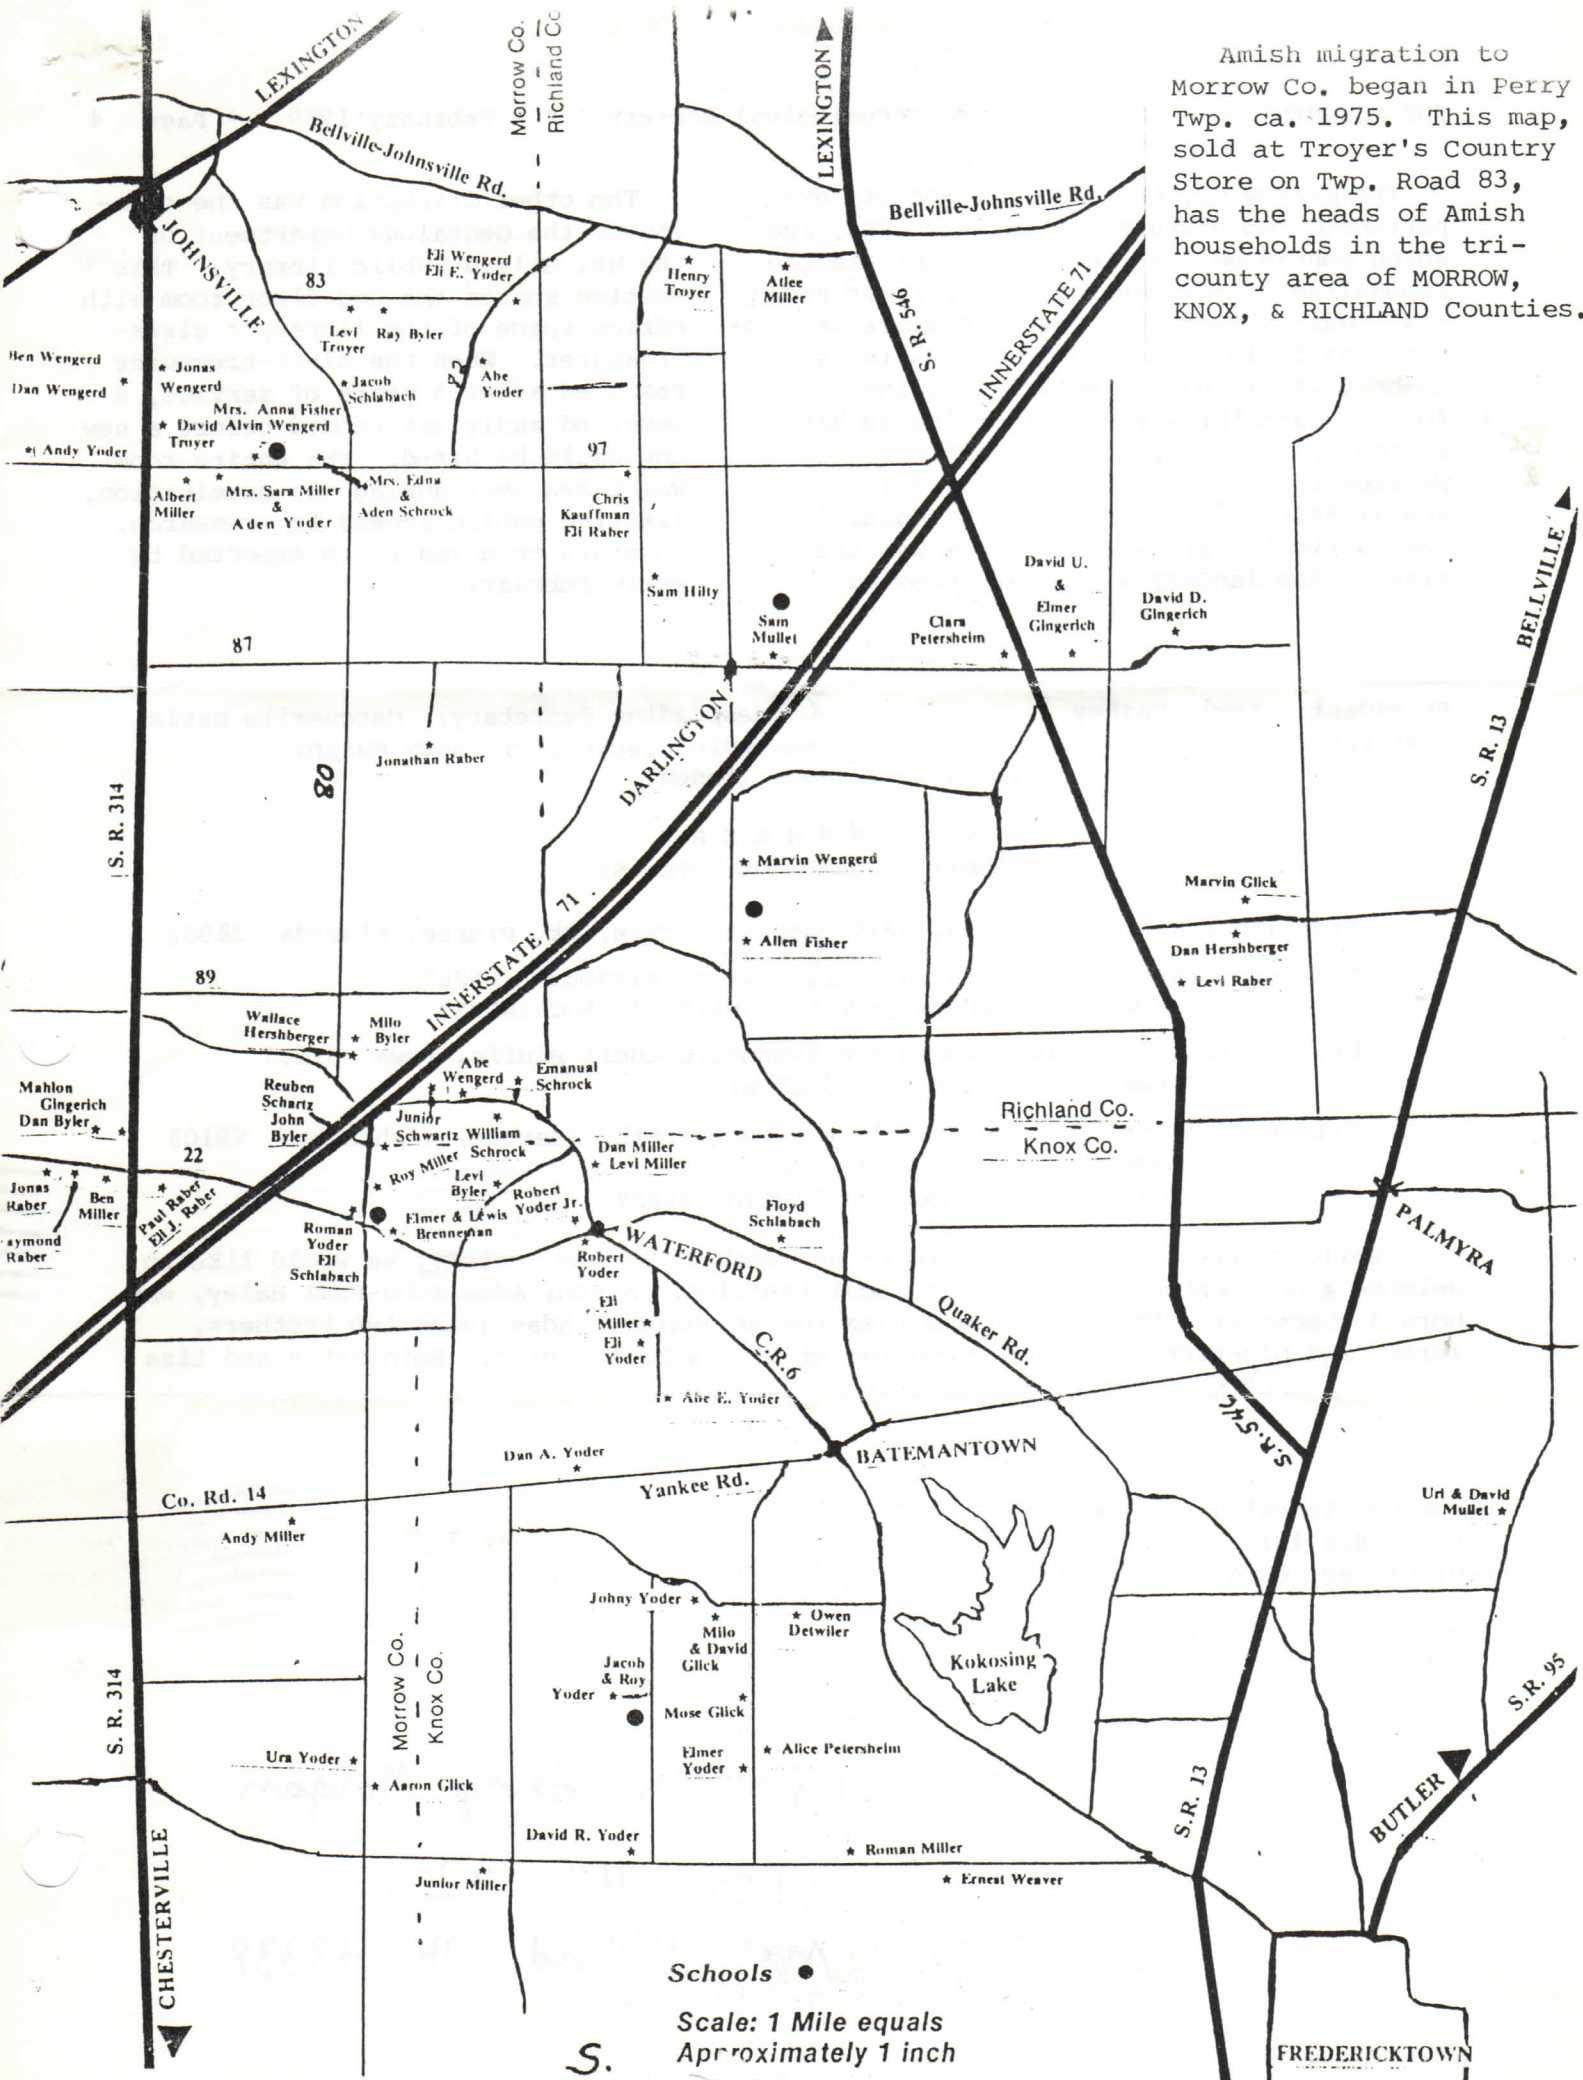 Amish migration to
Morrow Co. began in Perry
Twp. ca. 1975. This map,
sold at Troyer's Country
Store on Twp. Road 83,
has the heads of Amish
households in the tri-
county area of MORROW,
KNOX, & RICHLAND Counties.
LEXINGTON
Morrow Co.
Richland Co
LEXINGTON
Bellville-Johnsville Rd.
Bellville-Johnsville Rd.
JOHNSVILLE
83
Eli Wengerd
Eli E. Yoder
Henry
Troyer
Atlee
Miller
S. R. 546
INNERSTATE 71
Levi
Troyer
Ray Byler
Ben Wengerd
Dan Wengerd
Jonas
Wengerd
Jacob
Schlabach
Abe
Yoder
Mrs. Anna Fisher
David Alvin Wengerd
Troyer
Andy Yoder
97
Albert
Miller
Mrs. Sara Miller
&
Aden Yoder
Mrs. Edna
&
Aden Schrock
Chris
Kauffman
Eli Raber
Sam Hilty
Sam
Mullet
Clara
Petersheim
David U.
&
Elmer
Gingerich
David D.
Gingerich
BELLVILLE
87
Jonathan Raber
80
DARLINGTON
S. R. 13
S. R. 314
Marvin Wengerd
Allen Fisher
Marvin Glick
Dan Hershberger
Levi Raber
INNERSTATE 71
89
Wallace
Hershberger
Milo
Byler
Abe
Wengerd
Emanual
Schrock
Mahlon
Gingerich
Dan Byler
Reuben
Schartz
John
Byler
Junior
Schwartz
William
Schrock
Richland Co.
Knox Co.
22
Roy Miller
Dan Miller
Levi Miller
Levi
Byler
Robert
Yoder Jr.
Jonas
Raber
Ben
Miller
Paul Raber
Eli J. Raber
aymond
Raber
Roman
Yoder
Eli
Schlabach
Elmer & Lewis
Brenneman
Floyd
Schlabach
PALMYRA
WATERFORD
Robert
Yoder
Eli
Miller
Eli
Yoder
Quaker Rd.
C.R.6
Abe E. Yoder
S.R.546
Dan A. Yoder
BATEMANTOWN
Yankee Rd.
Co. Rd. 14
Andy Miller
Uri & David
Mullet
Johny Yoder
Milo
& David
Glick
Owen
Detwiler
Kokosing
Lake
Jacob
& Roy
Yoder
Mose Glick
Morrow Co.
Knox Co.
S. R. 314
S.R. 95
Ura Yoder
Aaron Glick
Elmer
Yoder
Alice Petersheim
S.R. 13
BUTLER
David R. Yoder
Roman Miller
Junior Miller
Ernest Weaver
CHESTERVILLE
Schools
Scale: 1 Mile equals
Approximately 1 inch
S.
FREDERICKTOWN